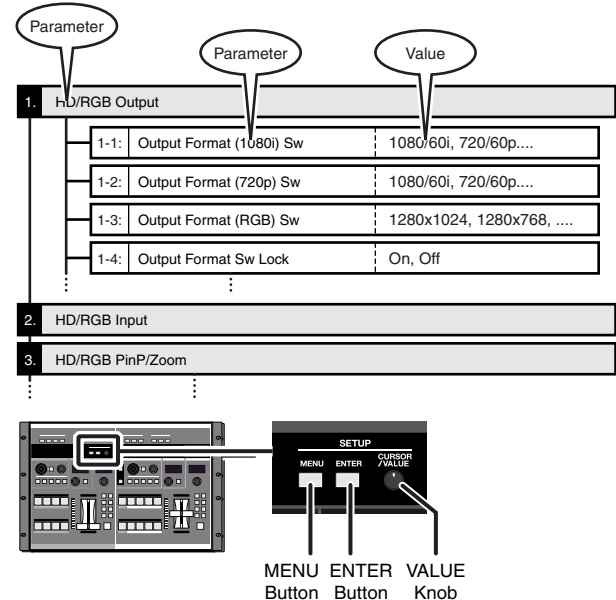 Parameter
Parameter
Value
1. HD/RGB Output
1-1: Output Format (1080i) Sw 1080/60i, 720/60p....
1-2: Output Format (720p) Sw 1080/60i, 720/60p....
1-3: Output Format (RGB) Sw 1280x1024, 1280x768, ....
1-4: Output Format Sw Lock On, Off
2. HD/RGB Input
3. HD/RGB PinP/Zoom
SETUP
MENU ENTER CURSOR
/VALUE
MENU ENTER VALUE
Button Button Knob